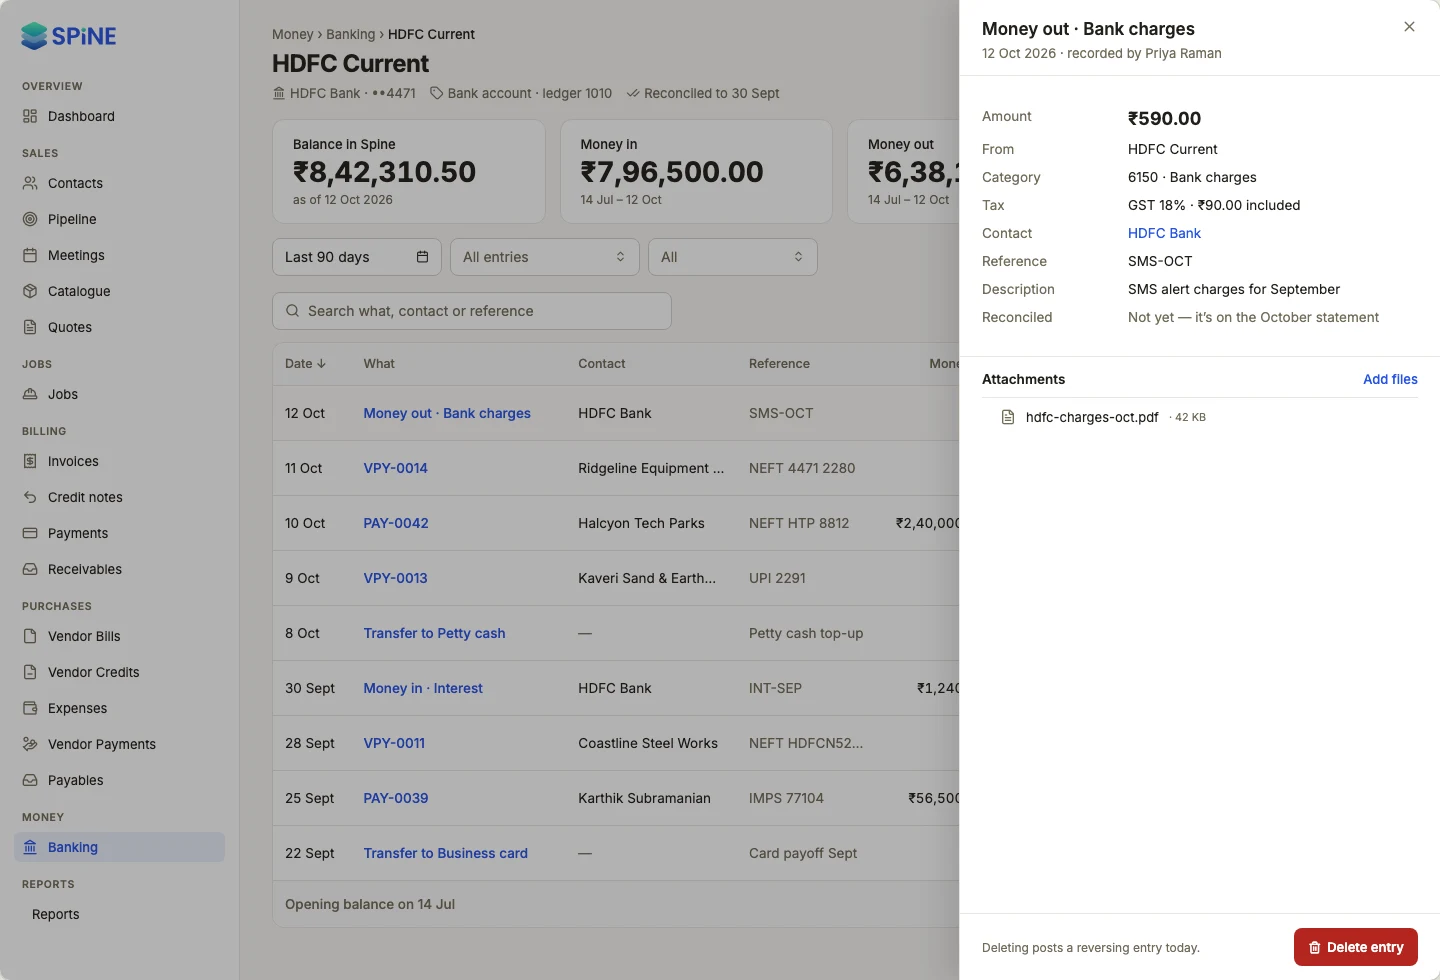 SPiNE
OVERVIEW
Dashboard
SALES
Contacts
Pipeline
Meetings
Catalogue
Quotes
JOBS
Jobs
BILLING
Invoices
Credit notes
Payments
Receivables
PURCHASES
Vendor Bills
Vendor Credits
Expenses
Vendor Payments
Payables
MONEY
Banking
REPORTS
Reports
Money › Banking › HDFC Current
HDFC Current
HDFC Bank · ••4471 Bank account · ledger 1010 Reconciled to 30 Sept
Balance in Spine
₹8,42,310.50
as of 12 Oct 2026
Money in
₹7,96,500.00
14 Jul – 12 Oct
Money out
₹6,38,
14 Jul – 12 Oct
Last 90 days All entries All
Search what, contact or reference
Date ↓ What Contact Reference Mone
12 Oct Money out · Bank charges HDFC Bank SMS-OCT
11 Oct VPY-0014 Ridgeline Equipment ... NEFT 4471 2280
10 Oct PAY-0042 Halcyon Tech Parks NEFT HTP 8812 ₹2,40,000
9 Oct VPY-0013 Kaveri Sand & Earth... UPI 2291
8 Oct Transfer to Petty cash — Petty cash top-up
30 Sept Money in · Interest HDFC Bank INT-SEP ₹1,240
28 Sept VPY-0011 Coastline Steel Works NEFT HDFCN52...
25 Sept PAY-0039 Karthik Subramanian IMPS 77104 ₹56,500
22 Sept Transfer to Business card — Card payoff Sept
Opening balance on 14 Jul
Money out · Bank charges
12 Oct 2026 · recorded by Priya Raman
Amount ₹590.00
From HDFC Current
Category 6150 · Bank charges
Tax GST 18% · ₹90.00 included
Contact HDFC Bank
Reference SMS-OCT
Description SMS alert charges for September
Reconciled Not yet — it's on the October statement
Attachments Add files
hdfc-charges-oct.pdf · 42 KB
Deleting posts a reversing entry today. Delete entry